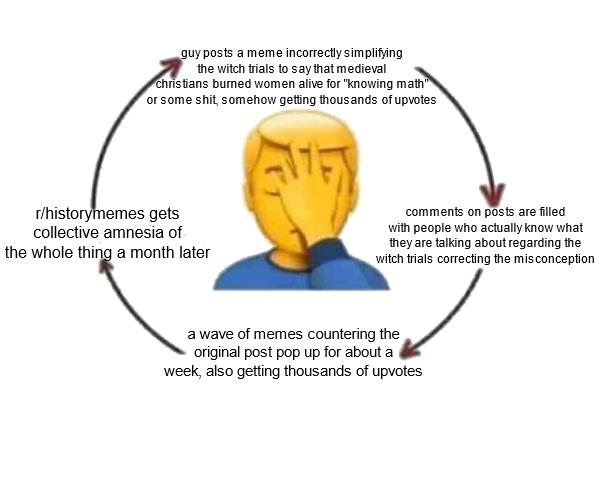 guy posts a meme incorrectly simplifying
the witch trials to say that medieval
christians burned women alive for "knowing math"
or some shit, somehow getting thousands of upvotes
comments on posts are filled
with people who actually know what
they are talking about regarding the
witch trials correcting the misconception
a wave of memes countering the
original post pop up for about a
week, also getting thousands of upvotes
r/historymemes gets
collective amnesia of
the whole thing a month later